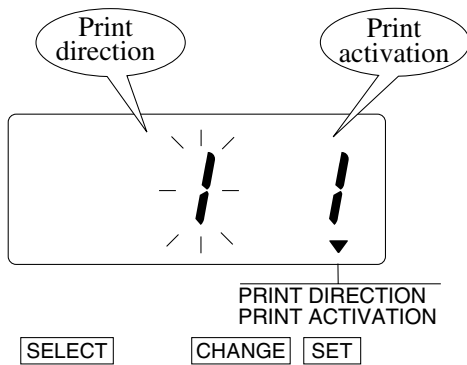 Print
direction
Print
activation
1 1
PRINT DIRECTION
PRINT ACTIVATION
SELECT CHANGE SET